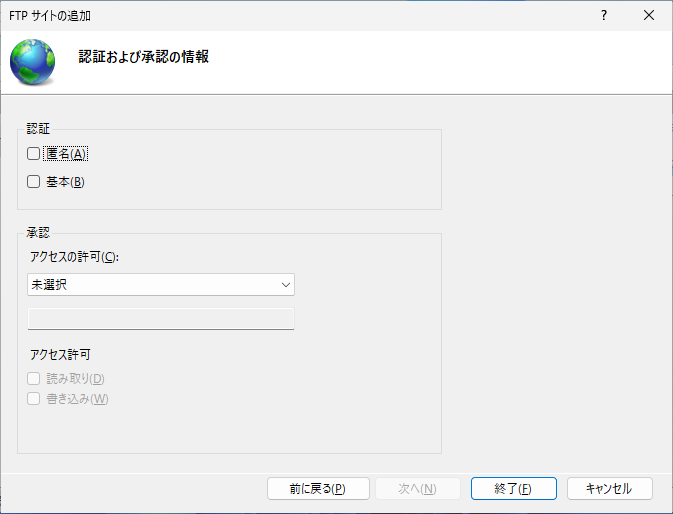 FTP サイトの追加
?
認証および承認の情報
認証
匿名(A)
基本(B)
承認
アクセスの許可(C):
未選択
アクセス許可
読み取り(D)
書き込み(W)
前に戻る(P) 次へ(N) 終了(F) キャンセル